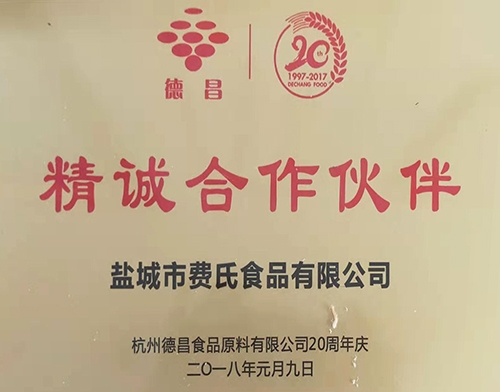 德昌
20th
1997-2017
DECHANG FOOD
精诚合作伙伴
盐城市费氏食品有限公司
杭州德昌食品原料有限公司20周年庆
二〇一八年元月九日